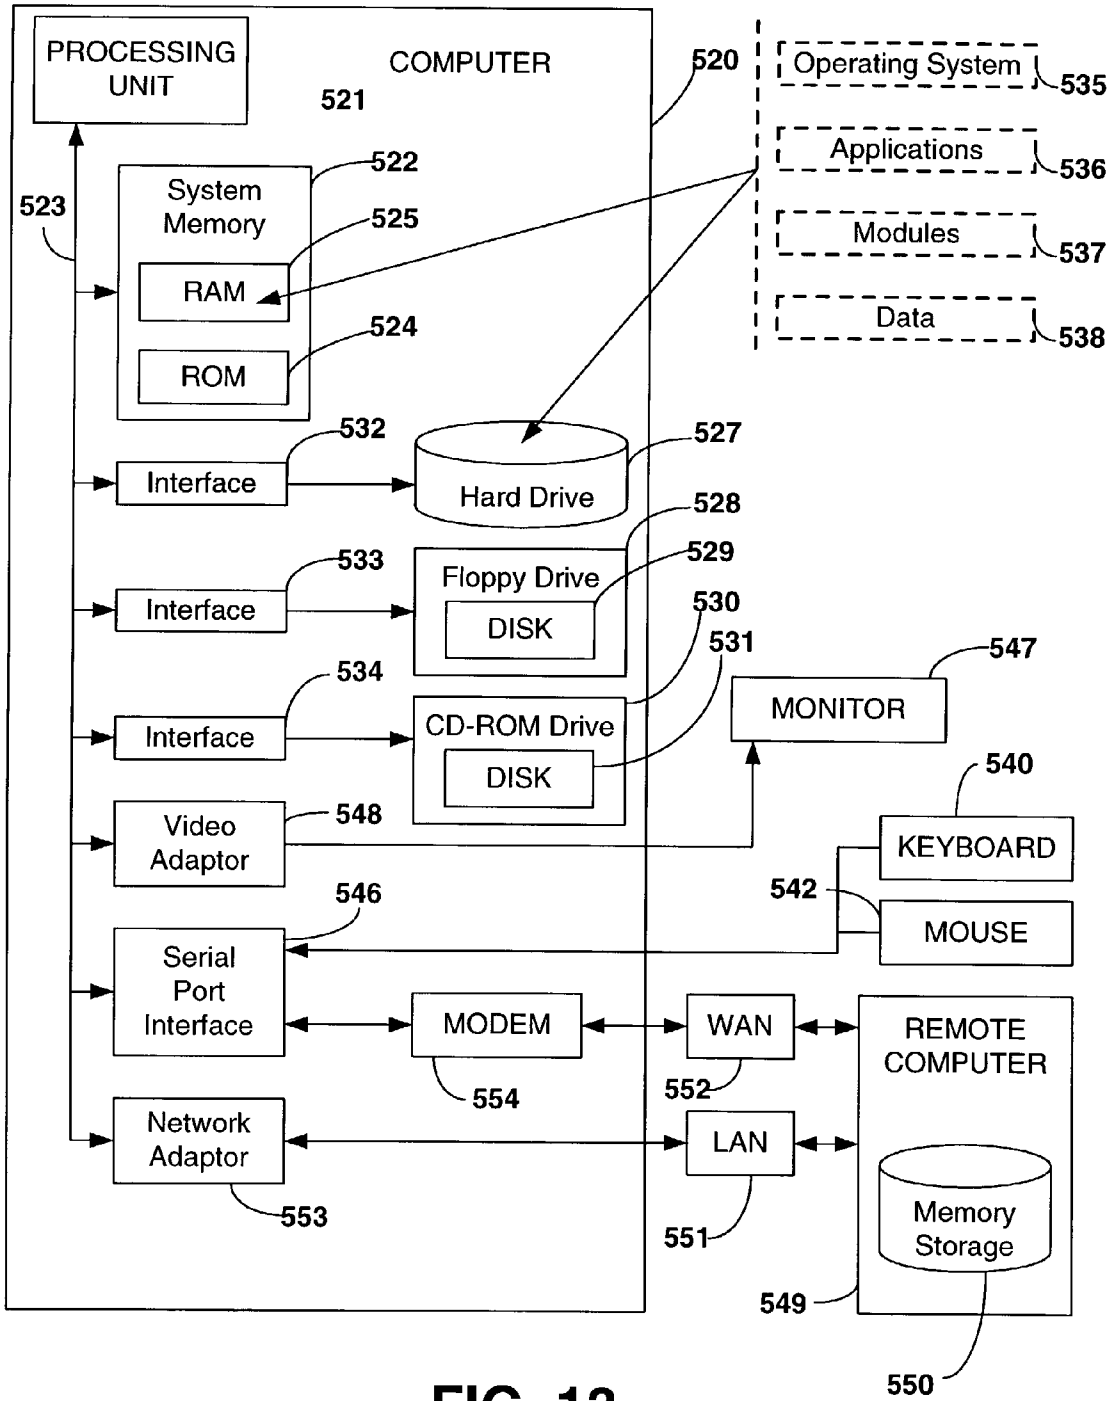 PROCESSING
UNIT
COMPUTER
521
520
Operating System
535
Applications
536
Modules
537
Data
538
522
System
Memory
523
525
RAM
524
ROM
532
Interface
527
Hard Drive
528
533
Interface
Floppy Drive
529
DISK
530
531
534
Interface
CD-ROM Drive
DISK
547
MONITOR
548
Video
Adaptor
540
KEYBOARD
542
MOUSE
546
Serial
Port
Interface
MODEM
554
WAN
552
REMOTE
COMPUTER
Network
Adaptor
553
LAN
551
Memory
Storage
549
550